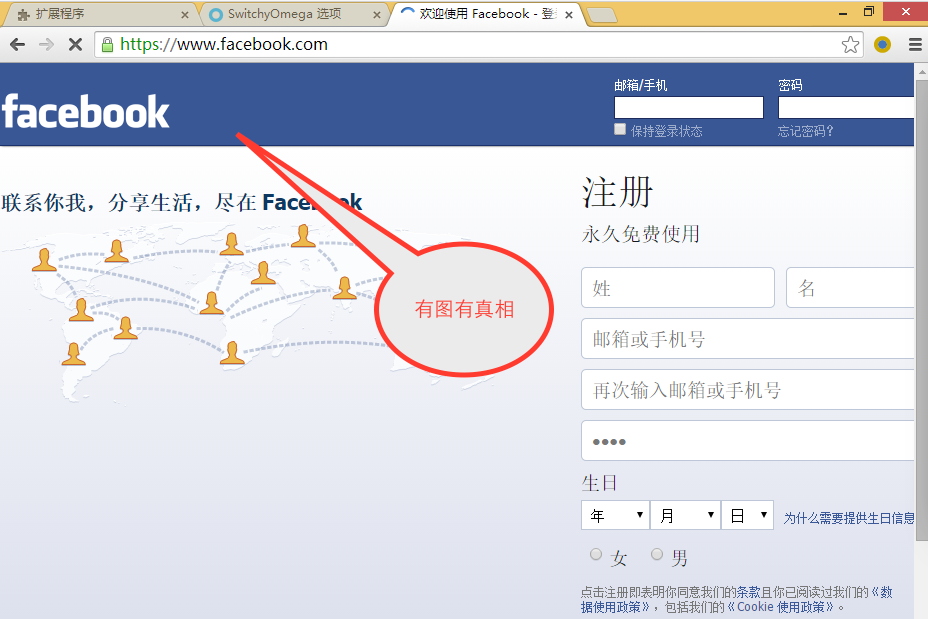 扩展程序
SwitchyOmega 选项
欢迎使用 Facebook - 登
https://www.facebook.com
facebook
邮箱/手机
密码
保持登录状态
忘记密码？
联系你我，分享生活，尽在 Facebook
注册
永久免费使用
姓
名
有图有真相
邮箱或手机号
再次输入邮箱或手机号
生日
年
月
日
为什么需要提供生日信息
女
男
点击注册即表明你同意我们的条款且你已阅读过我们的《数
据使用政策》，包括我们的《Cookie 使用政策》。